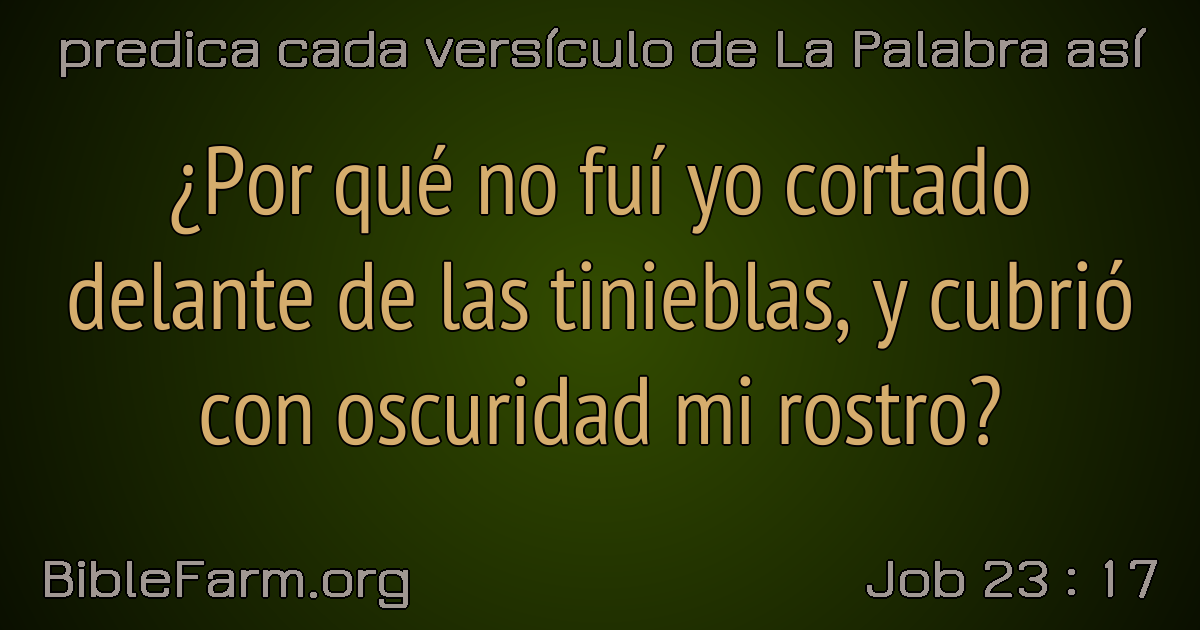 predica cada versículo de La Palabra así
¿Por qué no fuí yo cortado
delante de las tinieblas, y cubrió
con oscuridad mi rostro?
BibleFarm.org
Job 23 : 17